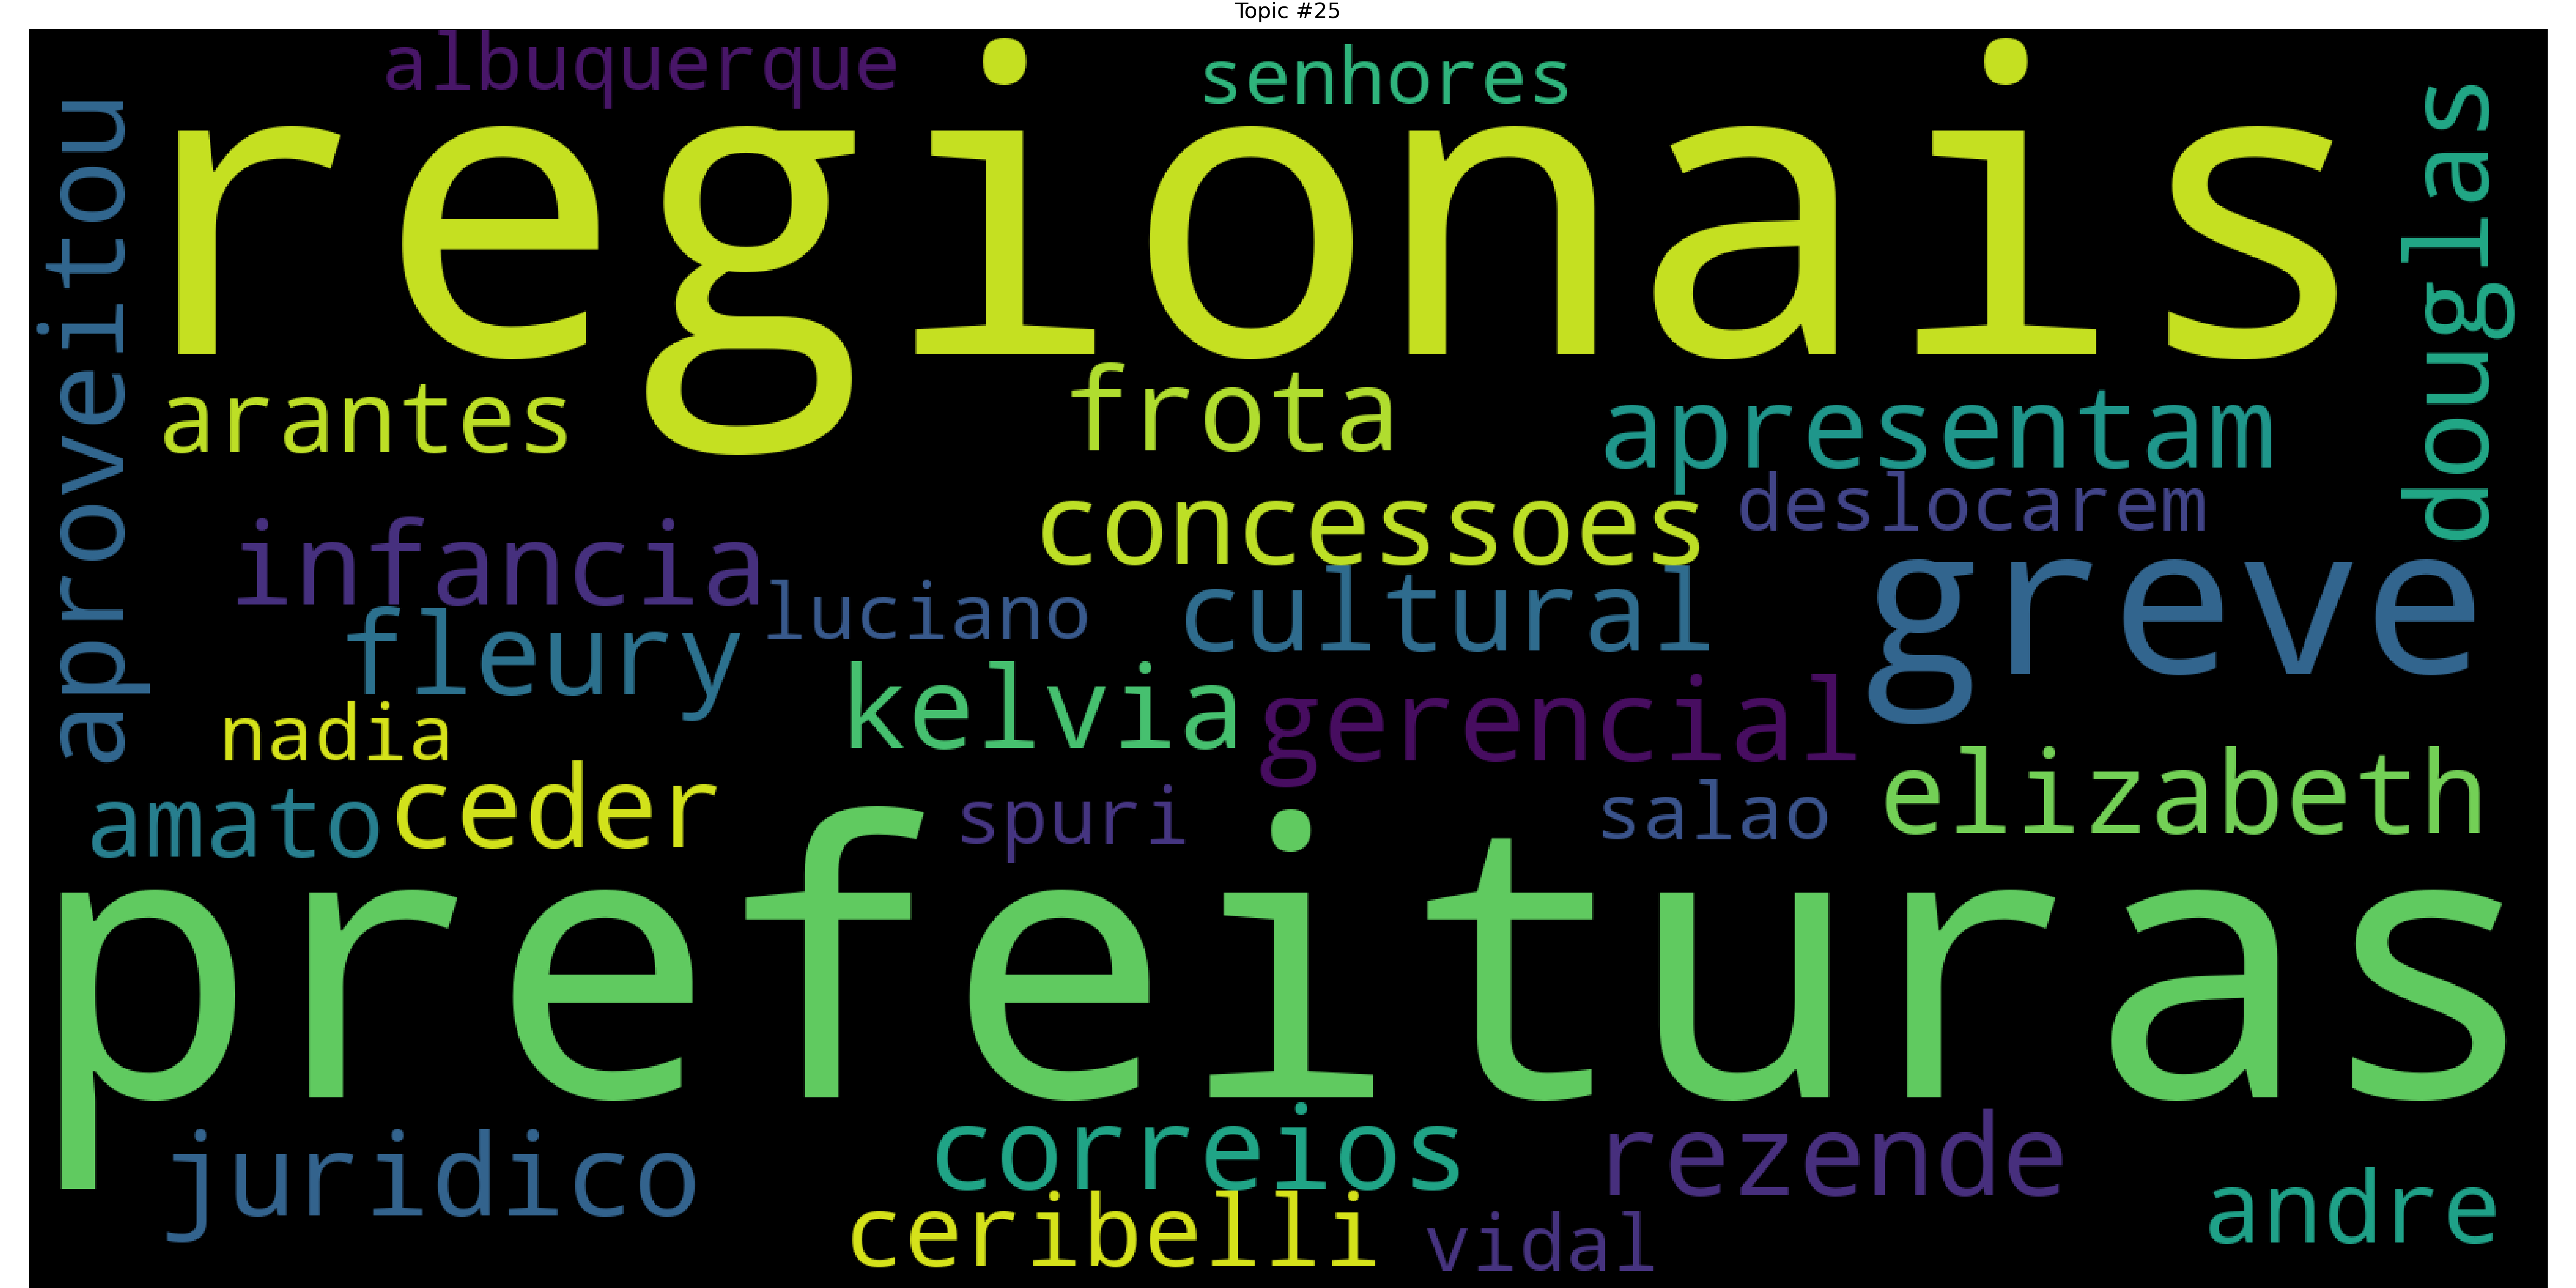 Topic #25
albuquerque
senhores
regionais
aproveitou
douglas
arantes
frota
apresentam
concessoes
deslocarem
infancia
luciano
cultural
greve
fleury
kelvia
gerencial
nadia
elizabeth
amato
ceder
spuri
salao
prefeituras
juridico
correios
rezende
andre
ceribelli
vidal